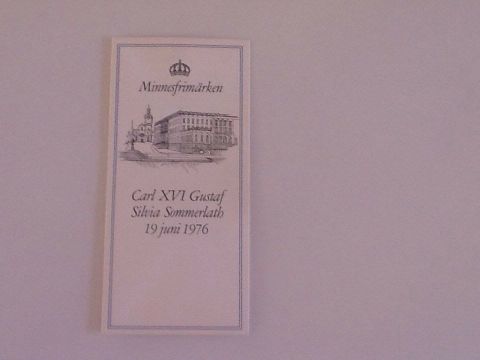 Minnesfrimärken
Carl XVI Gustaf
Silvia Sommerlath
19 juni 1976